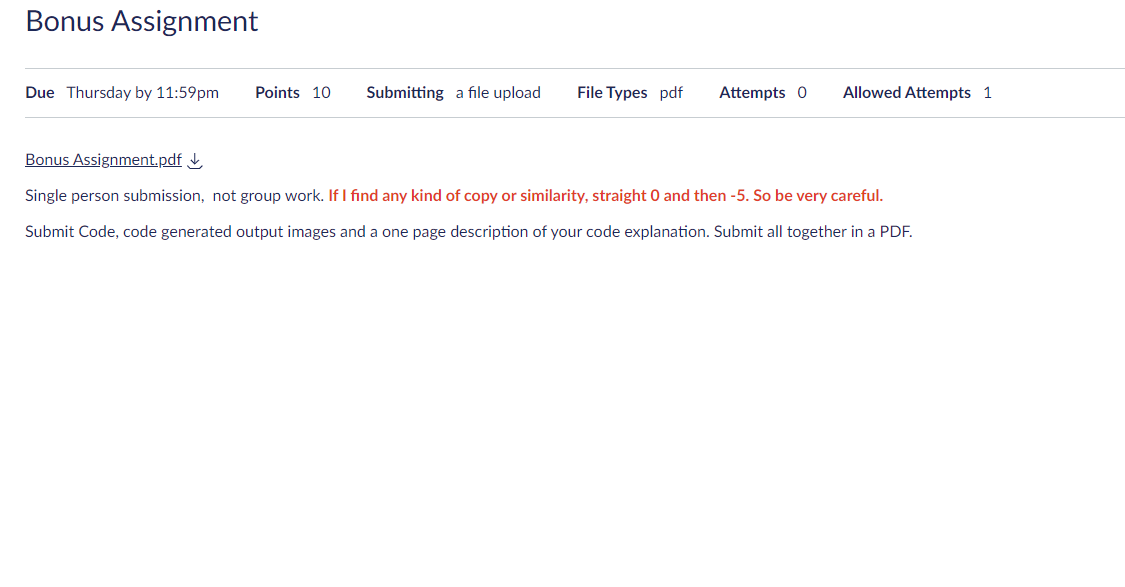 Bonus Assignment
Due Thursday by 11:59pm Points 10 Submitting a file upload File Types pdf Attempts 0 Allowed Attempts 1
Bonus Assignment.pdf
Single person submission, not group work. If I find any kind of copy or similarity, straight 0 and then -5. So be very careful.
Submit Code, code generated output images and a one page description of your code explanation. Submit all together in a PDF.